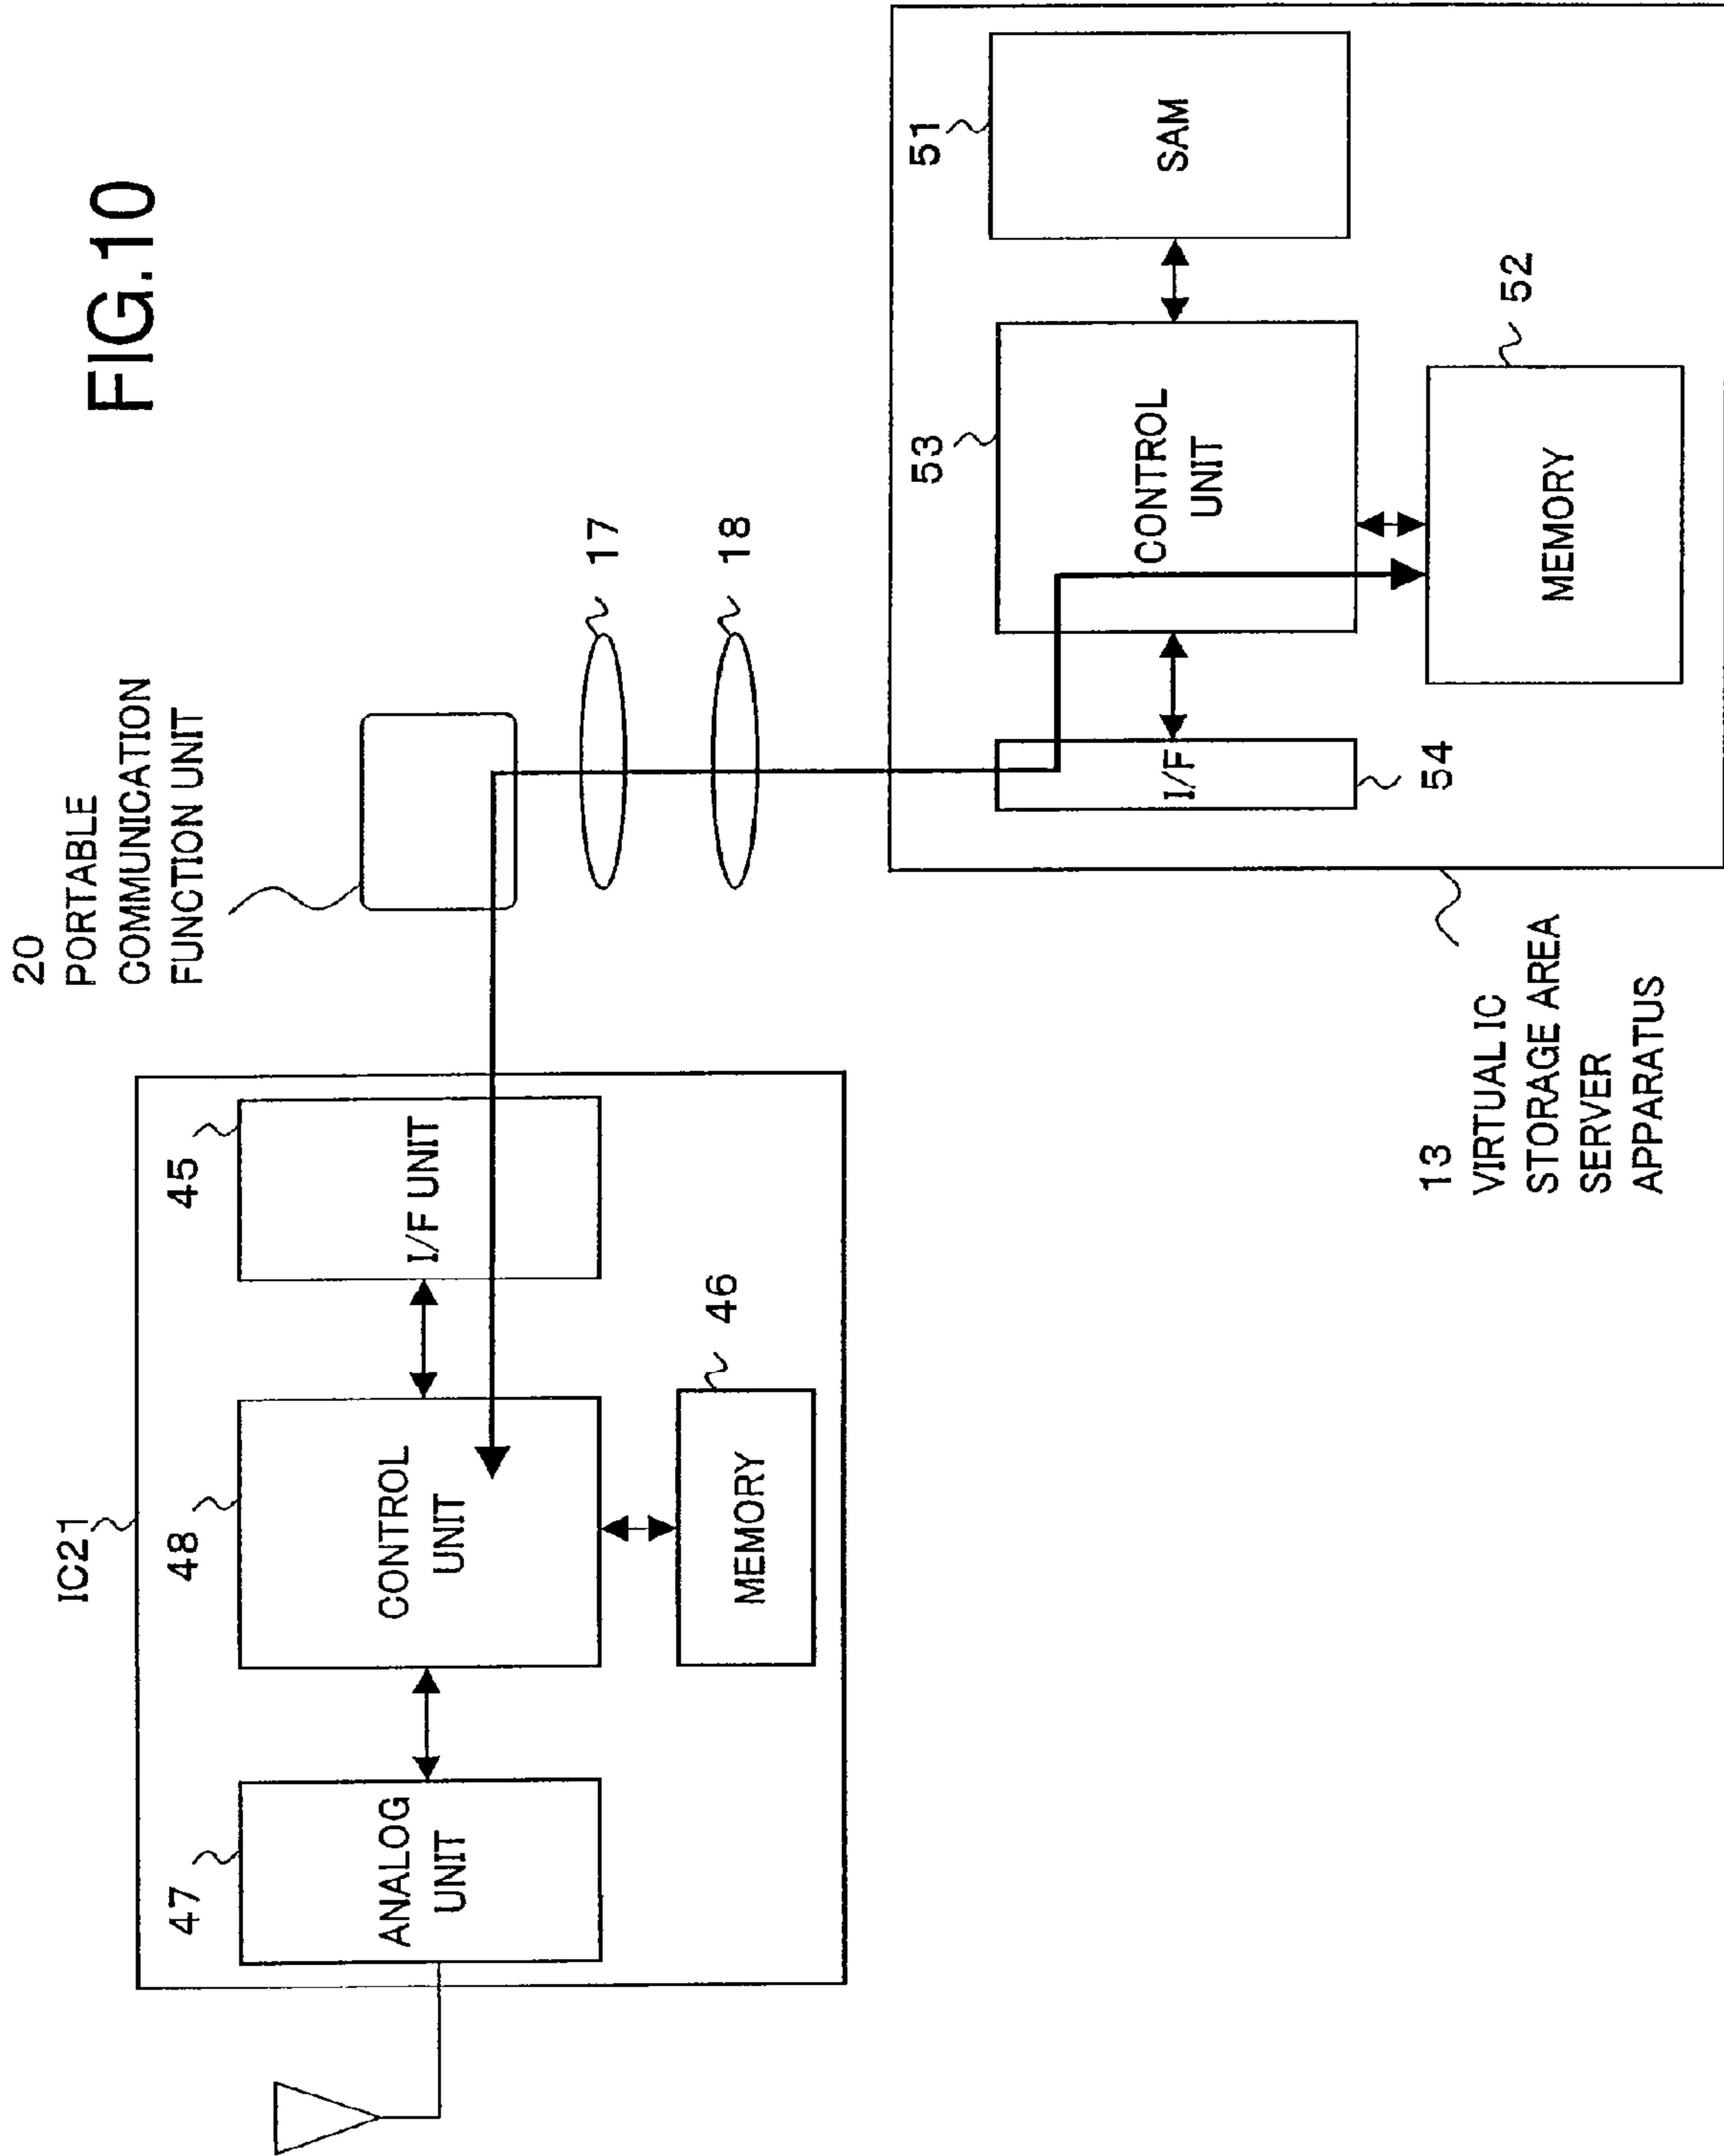 FIG.10
20
PORTABLE
COMMUNICATION
FUNCTION UNIT
IC21
47
ANALOG
UNIT
48
CONTROL
UNIT
45
I/F UNIT
46
MEMORY
17
18
13
VIRTUAL IC
STORAGE AREA
SERVER
APPARATUS
54
I/F
53
CONTROL
UNIT
51
SAM
52
MEMORY